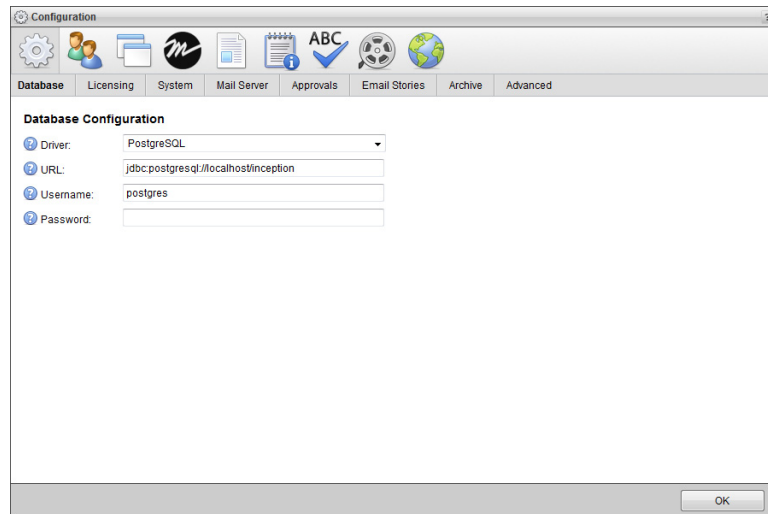 Configuration
ABC
Database Licensing System Mail Server Approvals Email Stories Archive Advanced
Database Configuration
Driver: PostgreSQL
URL: jdbc:postgresql://localhost/inception
Username: postgres
Password:
OK